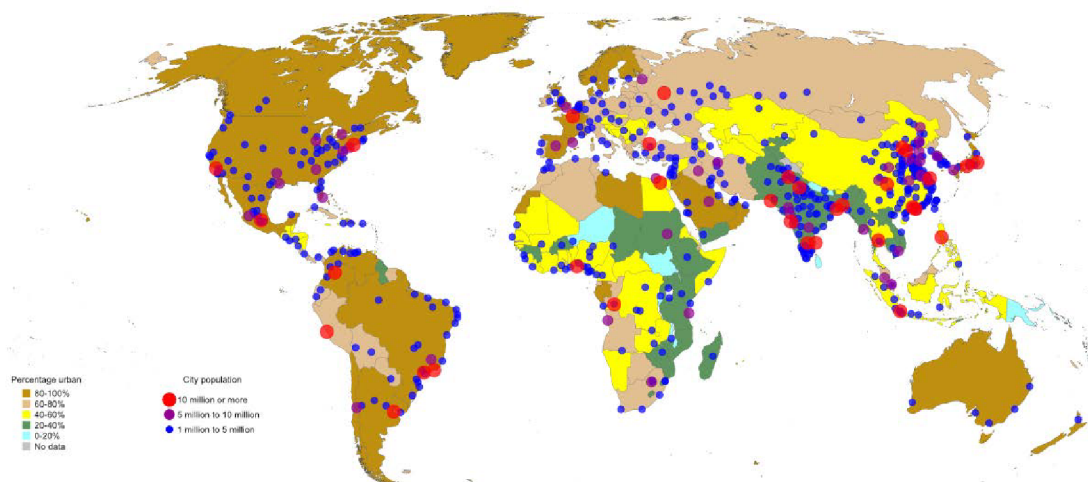 Percentage urban
80-100%
60-80%
40-60%
20-40%
0-20%
No data
City population
10 million or more
5 million to 10 million
1 million to 5 million